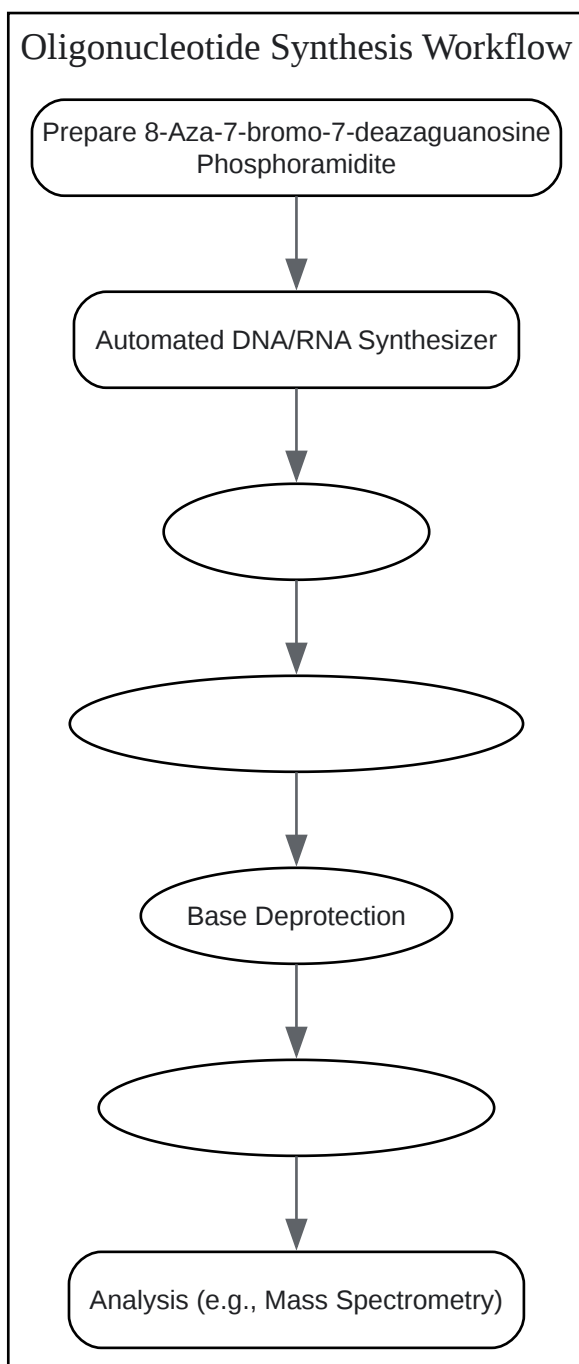 Oligonucleotide Synthesis Workflow
Prepare 8-Aza-7-bromo-7-deazaguanosine
Phosphoramidite
Automated DNA/RNA Synthesizer
Base Deprotection
Analysis (e.g., Mass Spectrometry)